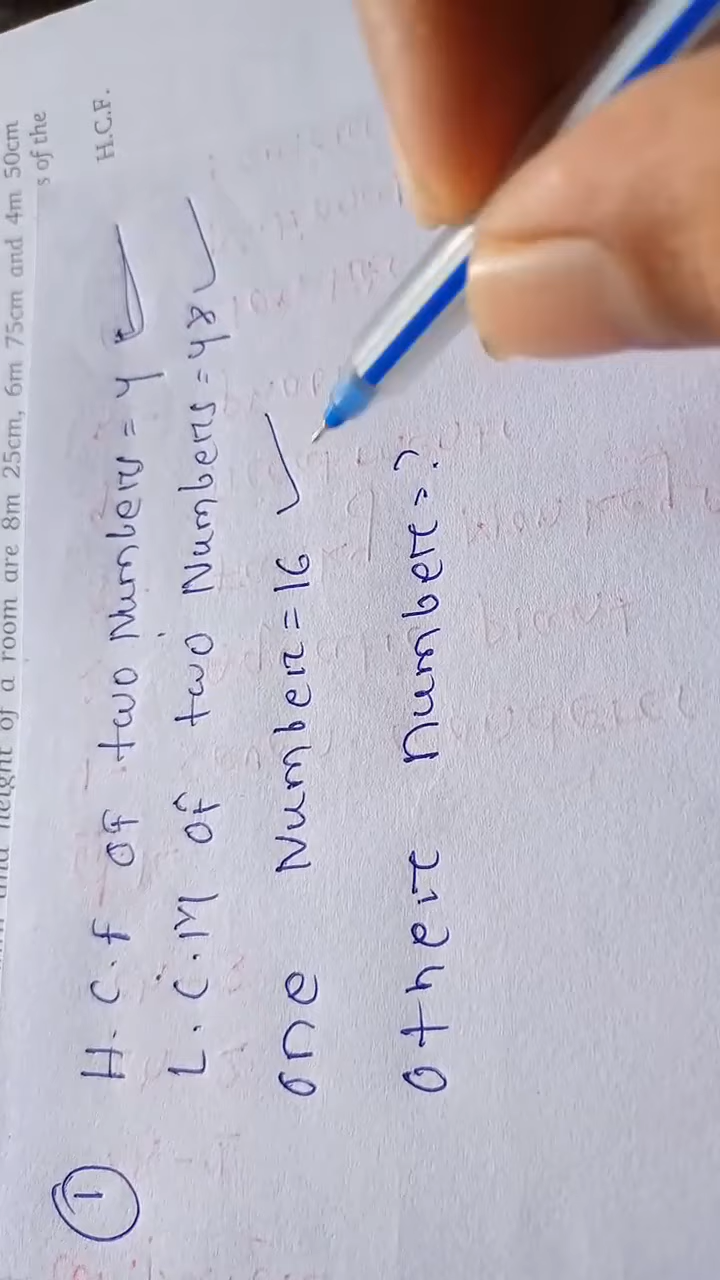 and height of a room are 8m 25cm, 6m 75cm and 4m 50cm
s of the
H.C.F.
1
H.C.f of two Numbers = 4
L.C.M of two Numbers = 48
one Number = 16
other number = ?